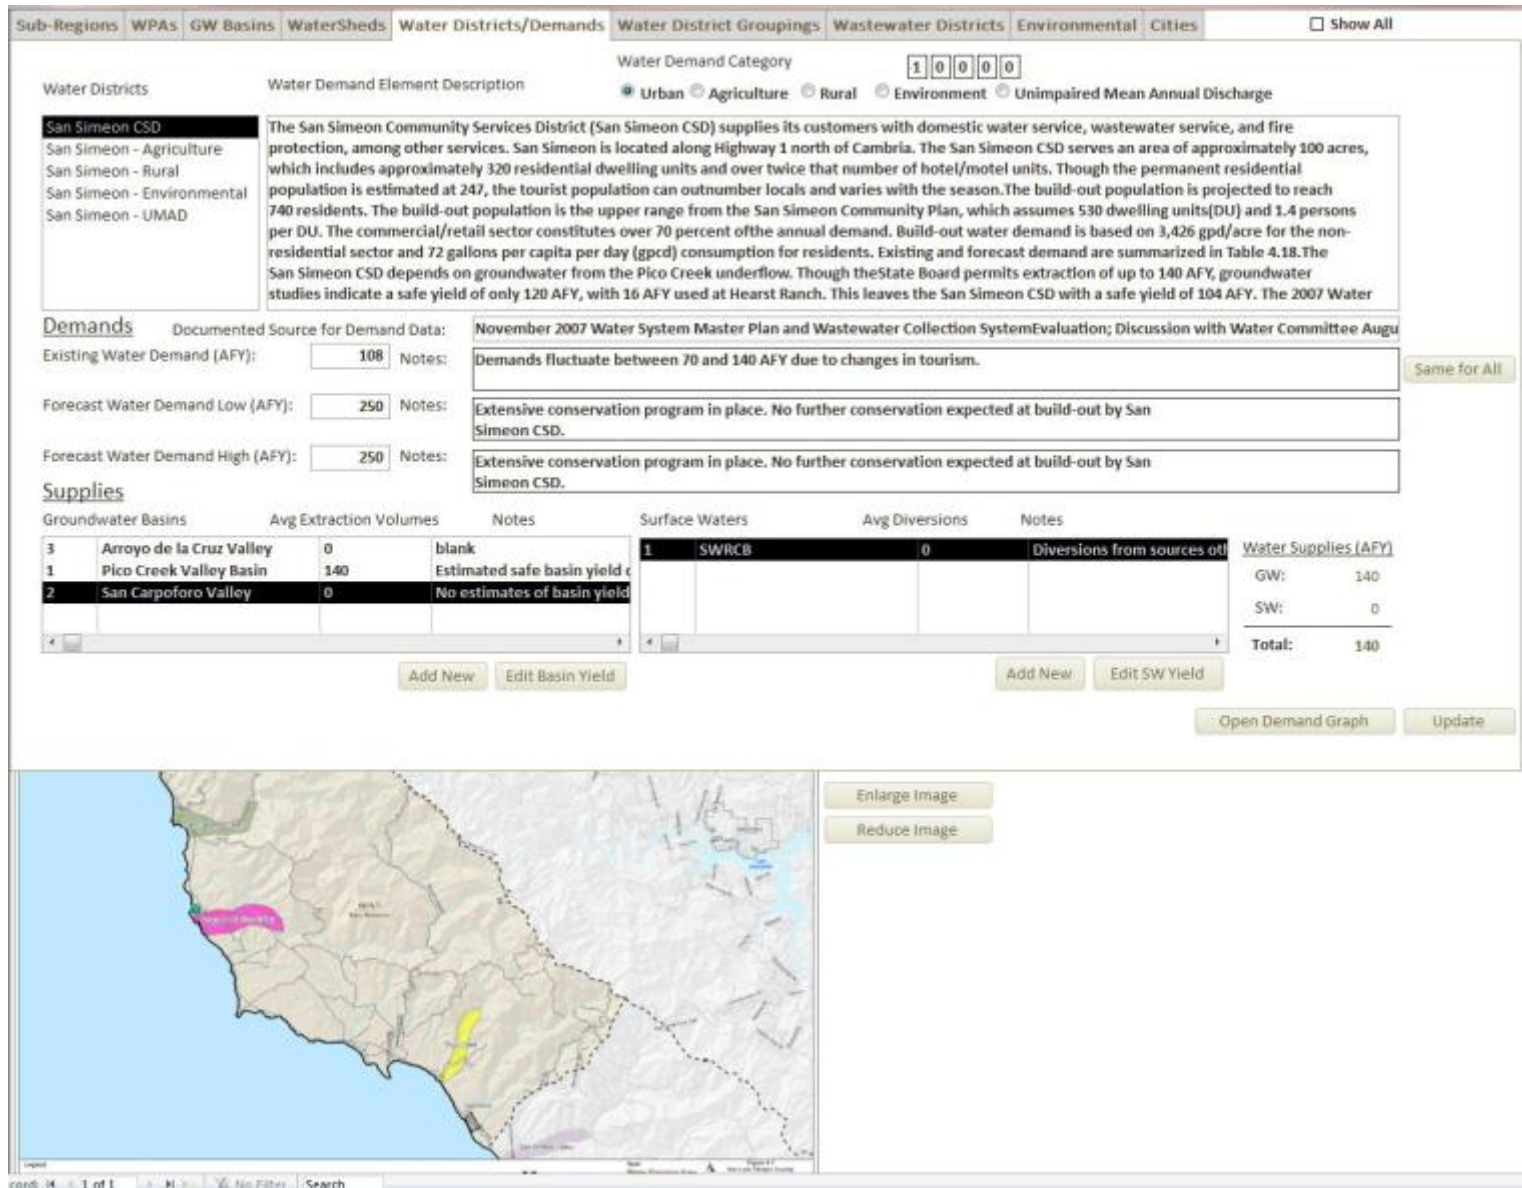 Sub-Regions WPAs GW Basins WaterSheds Water Districts/Demands Water District Groupings Wastewater Districts Environmental Cities Show All
Water Demand Category 1 0 0 0 0
Water Districts Water Demand Element Description
Urban Agriculture Rural Environment Unimpaired Mean Annual Discharge
San Simeon CSD
San Simeon - Agriculture
San Simeon - Rural
San Simeon - Environmental
San Simeon - UMAD
The San Simeon Community Services District (San Simeon CSD) supplies its customers with domestic water service, wastewater service, and fire
protection, among other services. San Simeon is located along Highway 1 north of Cambria. The San Simeon CSD serves an area of approximately 100 acres,
which includes approximately 320 residential dwelling units and over twice that number of hotel/motel units. Though the permanent residential
population is estimated at 247, the tourist population can outnumber locals and varies with the season.The build-out population is projected to reach
740 residents. The build-out population is the upper range from the San Simeon Community Plan, which assumes 530 dwelling units(DU) and 1.4 persons
per DU. The commercial/retail sector constitutes over 70 percent ofthe annual demand. Build-out water demand is based on 3,426 gpd/acre for the non-
residential sector and 72 gallons per capita per day (gpcd) consumption for residents. Existing and forecast demand are summarized in Table 4.18.The
San Simeon CSD depends on groundwater from the Pico Creek underflow. Though theState Board permits extraction of up to 140 AFY, groundwater
studies indicate a safe yield of only 120 AFY, with 16 AFY used at Hearst Ranch. This leaves the San Simeon CSD with a safe yield of 104 AFY. The 2007 Water
Demands Documented Source for Demand Data: November 2007 Water System Master Plan and Wastewater Collection SystemEvaluation; Discussion with Water Committee Augu
Existing Water Demand (AFY): 108 Notes: Demands fluctuate between 70 and 140 AFY due to changes in tourism.
Same for All
Forecast Water Demand Low (AFY): 250 Notes: Extensive conservation program in place. No further conservation expected at build-out by San
Simeon CSD.
Forecast Water Demand High (AFY): 250 Notes: Extensive conservation program in place. No further conservation expected at build-out by San
Simeon CSD.
Supplies
Groundwater Basins Avg Extraction Volumes Notes
3 Arroyo de la Cruz Valley 0 blank
1 Pico Creek Valley Basin 140 Estimated safe basin yield
2 San Carpoforo Valley 0 No estimates of basin yield
Add New Edit Basin Yield
Surface Waters Avg Diversions Notes
1 SWRCB 0 Diversions from sources oth
Add New Edit SW Yield
Water Supplies (AFY)
GW: 140
SW: 0
Total: 140
Open Demand Graph Update
Enlarge Image
Reduce Image
1 of 1 No Filter Search